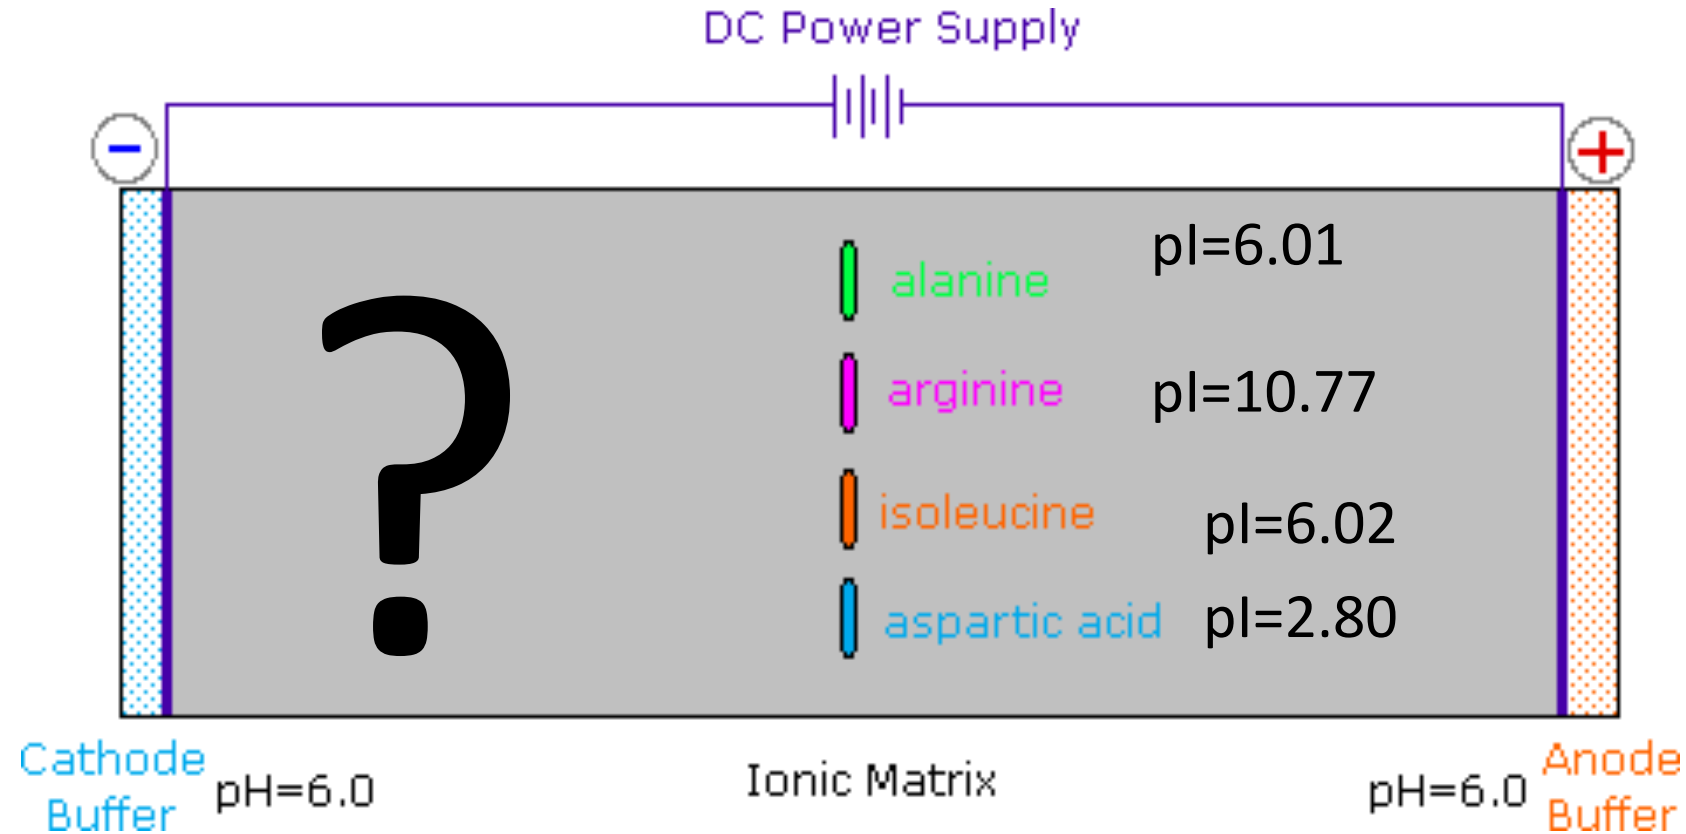 DC Power Supply
−
+
alanine pI=6.01
arginine pI=10.77
?
isoleucine pI=6.02
aspartic acid pI=2.80
Cathode
Buffer
pH=6.0
Ionic Matrix
pH=6.0
Anode
Buffer